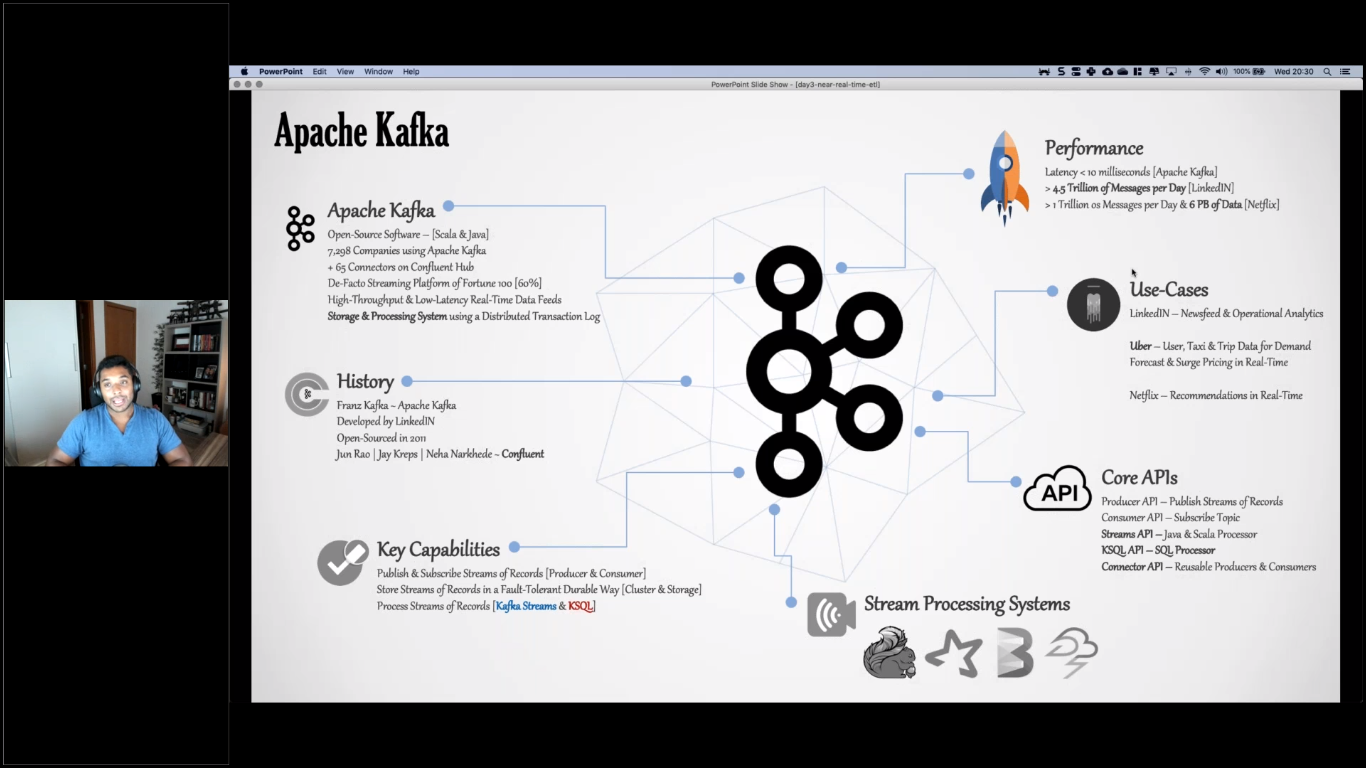 PowerPoint Edit View Window Help
100% Wed 20:30
PowerPoint Slide Show - [day3-near-real-time-etl]
Apache Kafka
Apache Kafka
Open-Source Software – [Scala & Java]
7,298 Companies using Apache Kafka
+ 65 Connectors on Confluent Hub
De-Facto Streaming Platform of Fortune 100 [60%]
High-Throughput & Low-Latency Real-Time Data Feeds
Storage & Processing System using a Distributed Transaction Log
History
Franz Kafka ~ Apache Kafka
Developed by LinkedIN
Open-Sourced in 2011
Jun Rao | Jay Kreps | Neha Narkhede ~ Confluent
Key Capabilities
Publish & Subscribe Streams of Records [Producer & Consumer]
Store Streams of Records in a Fault-Tolerant Durable Way [Cluster & Storage]
Process Streams of Records [Kafka Streams & KSQL]
Performance
Latency < 10 milliseconds [Apache Kafka]
> 4.5 Trillion of Messages per Day [LinkedIN]
> 1 Trillion os Messages per Day & 6 PB of Data [Netflix]
Use-Cases
LinkedIN – Newsfeed & Operational Analytics
Uber – User, Taxi & Trip Data for Demand
Forecast & Surge Pricing in Real-Time
Netflix – Recommendations in Real-Time
API
Core APIs
Producer API – Publish Streams of Records
Consumer API – Subscribe Topic
Streams API – Java & Scala Processor
KSQL API – SQL Processor
Connector API – Reusable Producers & Consumers
Stream Processing Systems